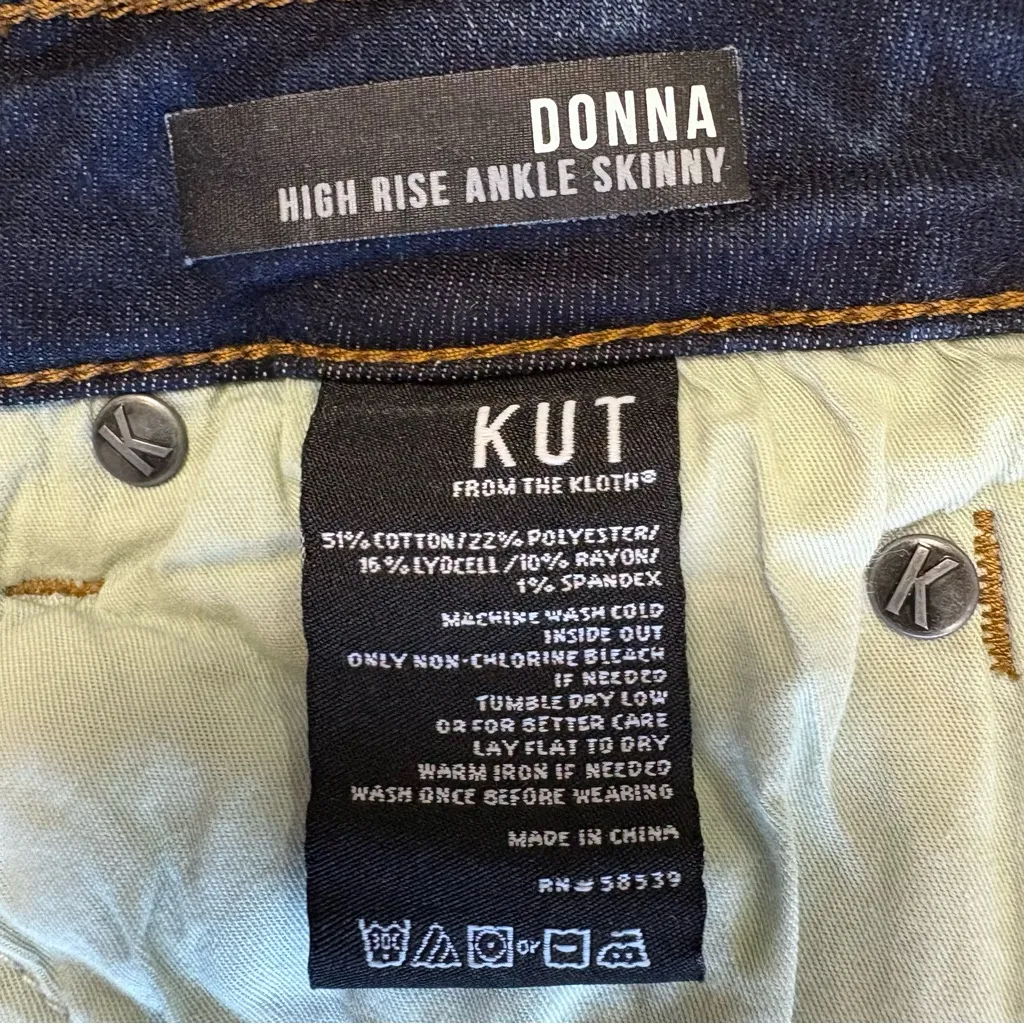 DONNA
HIGH RISE ANKLE SKINNY
KUT
FROM THE KLOTH®
51% COTTON/22% POLYESTER/
16% LYOCELL/10% RAYON/
1% SPANDEX
MACHINE WASH COLD
INSIDE OUT
ONLY NON-CHLORINE BLEACH
IF NEEDED
TUMBLE DRY LOW
OR FOR BETTER CARE
LAY FLAT TO DRY
WARM IRON IF NEEDED
WASH ONCE BEFORE WEARING
MADE IN CHINA
RN# 58539
30C or
K
K